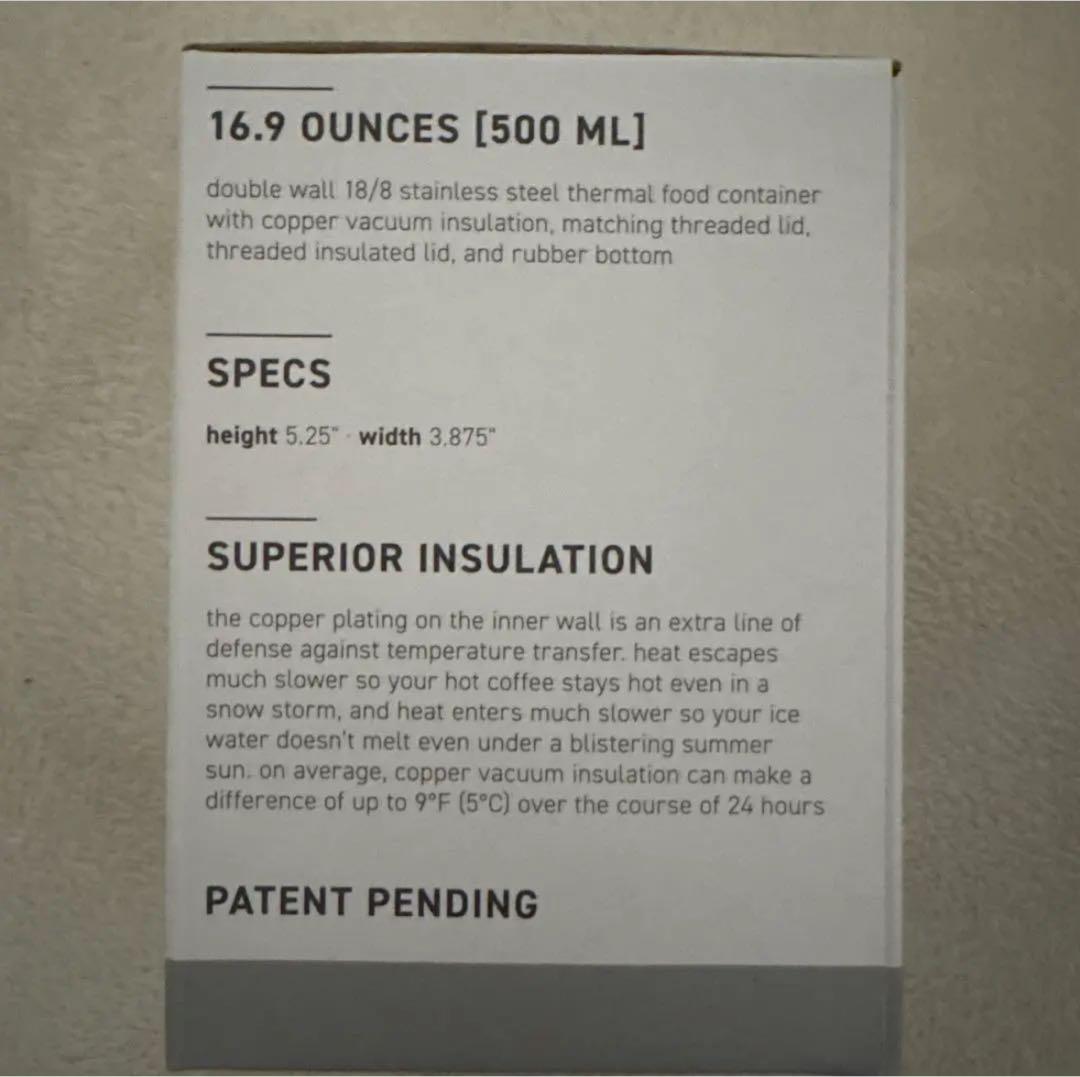 16.9 OUNCES [500 ML]
double wall 18/8 stainless steel thermal food container
with copper vacuum insulation, matching threaded lid,
threaded insulated lid, and rubber bottom
SPECS
height 5.25" · width 3.875"
SUPERIOR INSULATION
the copper plating on the inner wall is an extra line of
defense against temperature transfer. heat escapes
much slower so your hot coffee stays hot even in a
snow storm, and heat enters much slower so your ice
water doesn't melt even under a blistering summer
sun. on average, copper vacuum insulation can make a
difference of up to 9°F (5°C) over the course of 24 hours
PATENT PENDING